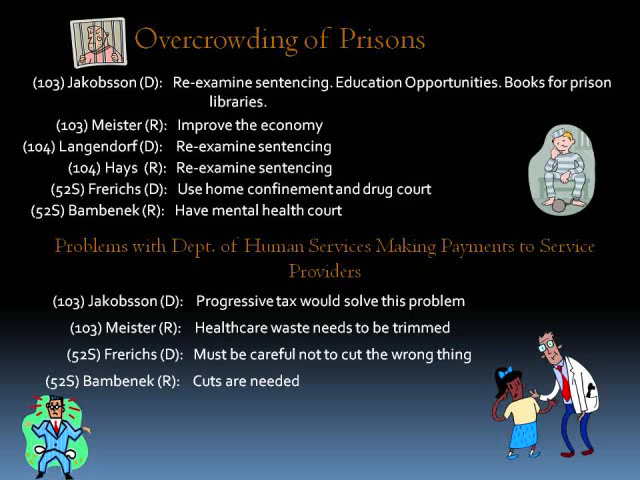 Overcrowding of Prisons
(103) Jakobsson (D): Re-examine sentencing. Education Opportunities. Books for prison
libraries.
(103) Meister (R): Improve the economy
(104) Langendorf (D): Re-examine sentencing
(104) Hays (R): Re-examine sentencing
(52S) Frerichs (D): Use home confinement and drug court
(52S) Bambenek (R): Have mental health court
Problems with Dept. of Human Services Making Payments to Service
Providers
(103) Jakobsson (D): Progressive tax would solve this problem
(103) Meister (R): Healthcare waste needs to be trimmed
(52S) Frerichs (D): Must be careful not to cut the wrong thing
(52S) Bambenek (R): Cuts are needed